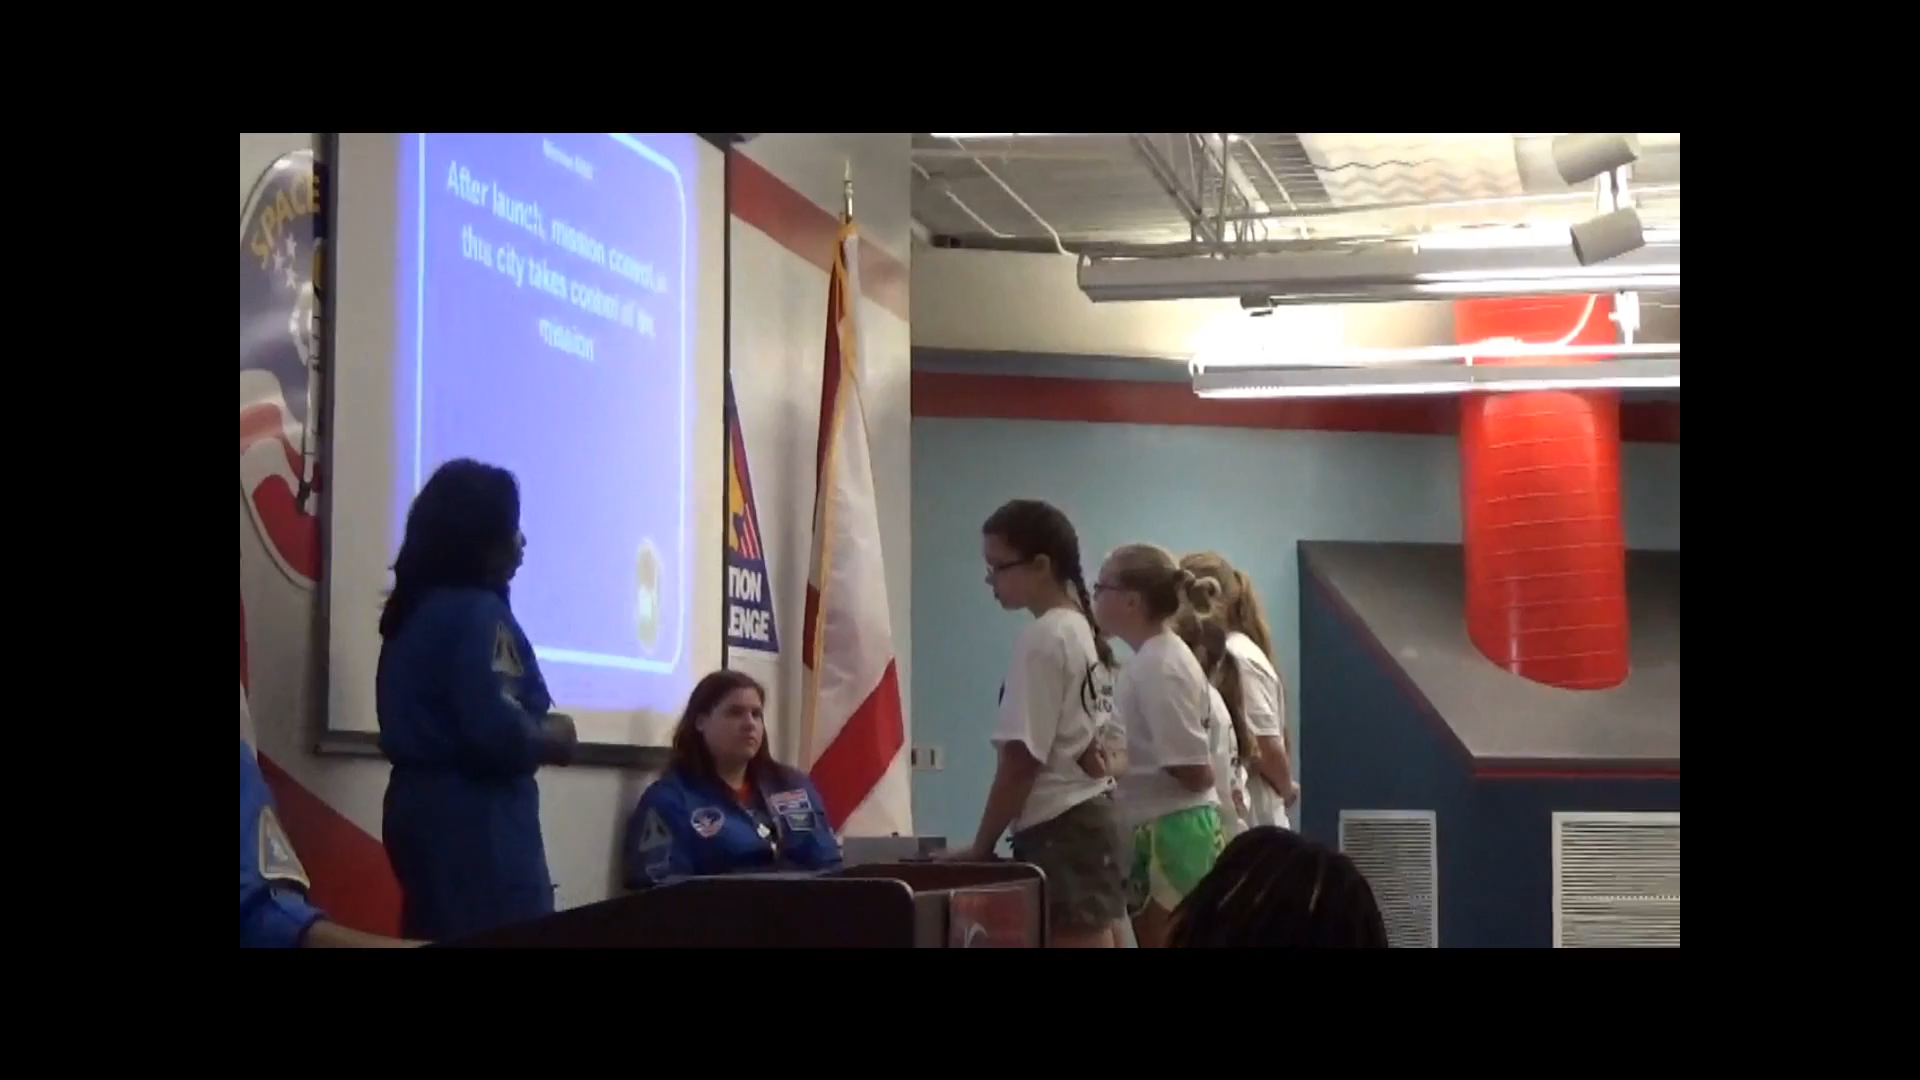 SPACE
After launch, mission control in
this city takes control of the
mission
TION
LENGE